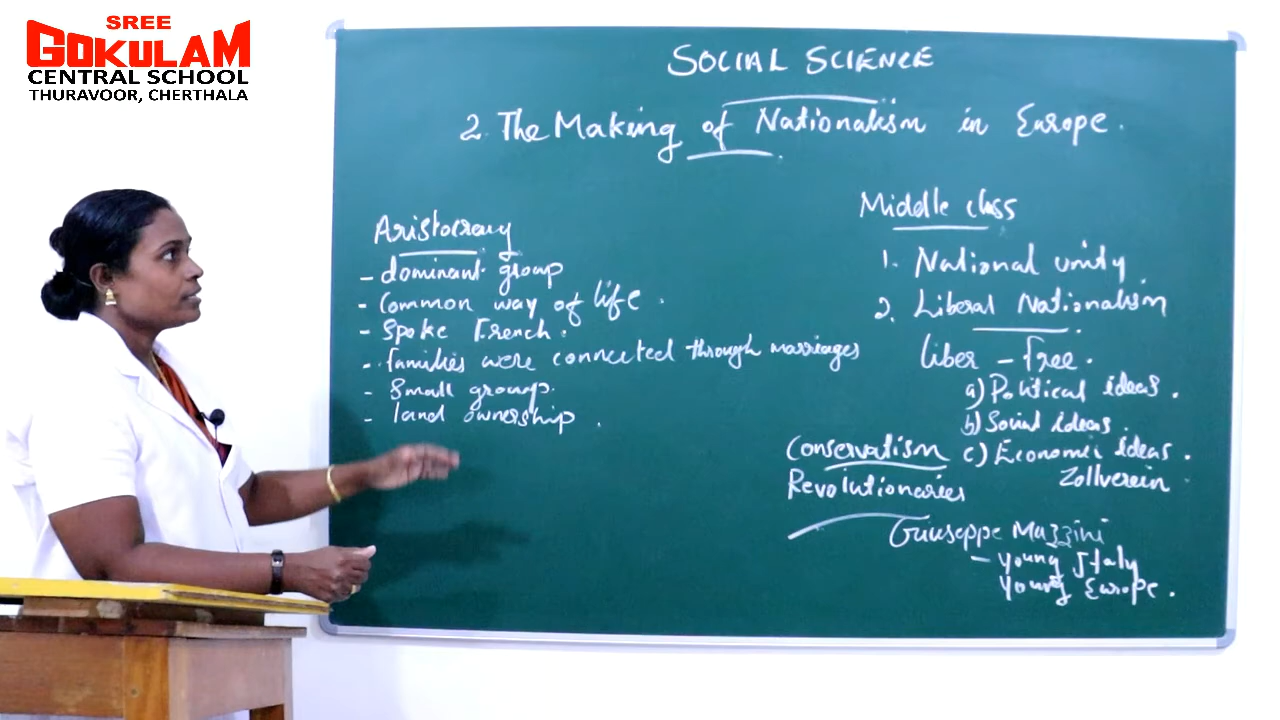 SREE
GOKULAM
CENTRAL SCHOOL
THURAVOOR, CHERTHALA
SOCIAL SCIENCE
2. The Making of Nationalism in Europe.
Aristocracy
- dominant group
- Common way of life.
- Spoke French.
- families were connected through marriages
- Small groups.
- land ownership.
Middle class
1. National unity
2. Liberal Nationalism
liber - free.
a) Political ideas.
b) Social ideas.
c) Economic ideas.
Zollverein
Conservatism
Revolutionaries
Giuseppe Mazzini
- Young Italy
Young Europe.